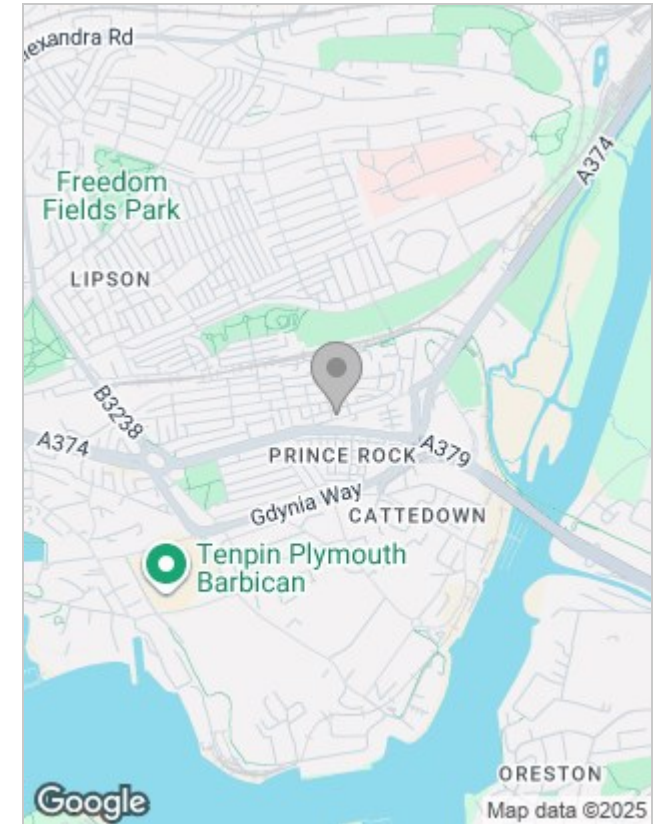 exandra Rd
A374
Freedom
Fields Park
LIPSON
B3238
A374
PRINCE ROCK
A379
Gdynia Way
CATTEDOWN
Tenpin Plymouth
Barbican
ORESTON
Google
Map data ©2025